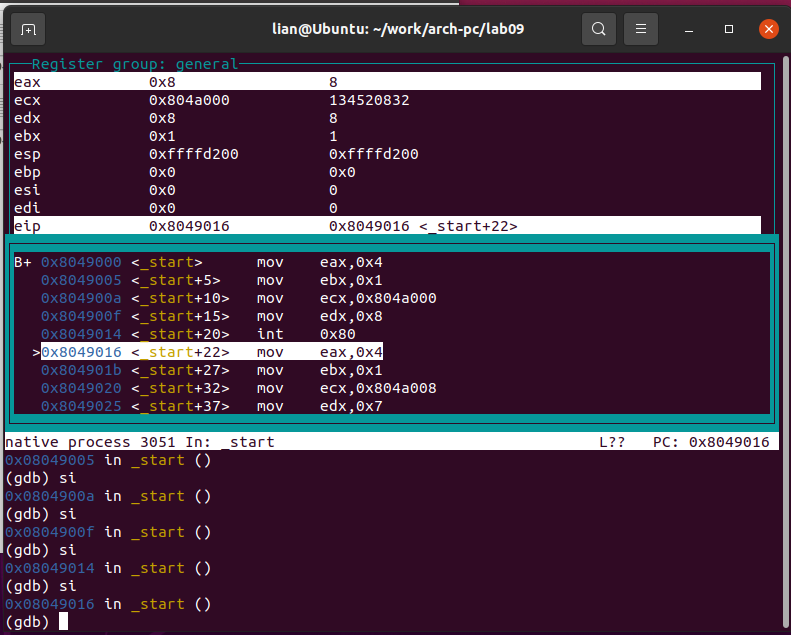 lian@Ubuntu: ~/work/arch-pc/lab09
Register group: general
eax 0x8 8
ecx 0x804a000 134520832
edx 0x8 8
ebx 0x1 1
esp 0xffffd200 0xffffd200
ebp 0x0 0x0
esi 0x0 0
edi 0x0 0
eip 0x8049016 0x8049016 <_start+22>
B+ 0x8049000 <_start> mov eax,0x4
0x8049005 <_start+5> mov ebx,0x1
0x804900a <_start+10> mov ecx,0x804a000
0x804900f <_start+15> mov edx,0x8
0x8049014 <_start+20> int 0x80
>0x8049016 <_start+22> mov eax,0x4
0x804901b <_start+27> mov ebx,0x1
0x8049020 <_start+32> mov ecx,0x804a008
0x8049025 <_start+37> mov edx,0x7
native process 3051 In: _start L?? PC: 0x8049016
0x08049005 in _start ()
(gdb) si
0x0804900a in _start ()
(gdb) si
0x0804900f in _start ()
(gdb) si
0x08049014 in _start ()
(gdb) si
0x08049016 in _start ()
(gdb)